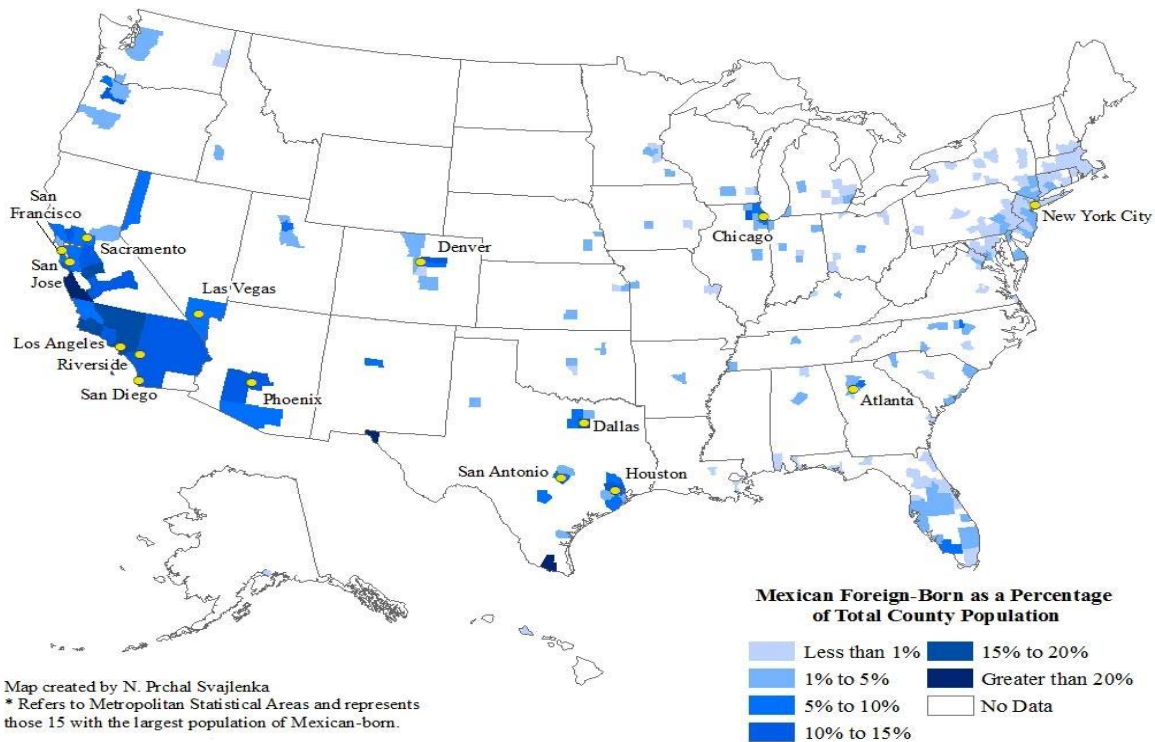 San
Francisco
Sacramento
San
Jose
Las Vegas
Los Angeles
Riverside
San Diego
Phoenix
Denver
Chicago
New York City
Atlanta
Dallas
San Antonio
Houston
Mexican Foreign-Born as a Percentage
of Total County Population
Less than 1%
1% to 5%
5% to 10%
10% to 15%
15% to 20%
Greater than 20%
No Data
Map created by N. Prchal Svajlenka
* Refers to Metropolitan Statistical Areas and represents
those 15 with the largest population of Mexican-born.